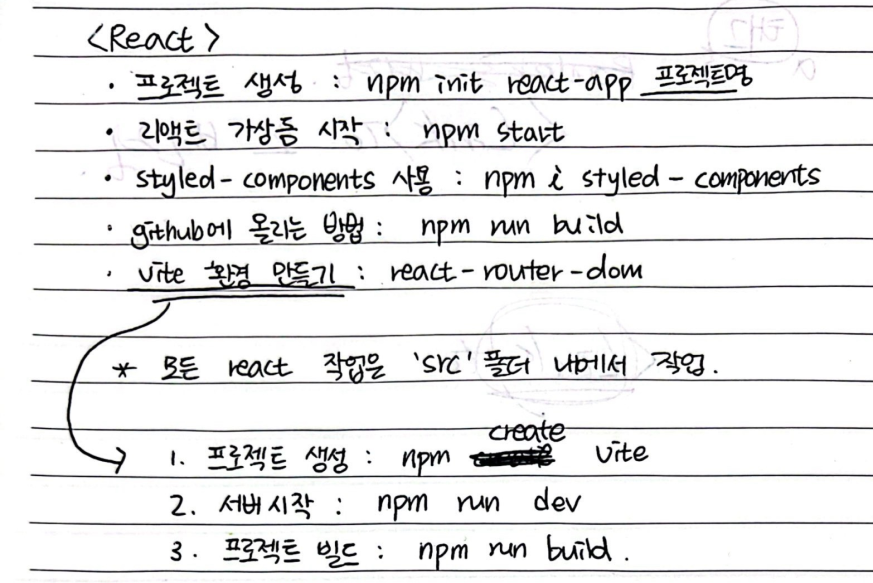 <React>
· 프로젝트 생성 : npm init react-app 프로젝트명
· 리액트 가상돔 시작 : npm start
· styled-components 사용 : npm i styled-components
· github에 올리는 방법 : npm run build
· vite 환경 만들기 : react-router-dom
* 모든 react 작업은 'src' 폴더 내에서 작업.
1. 프로젝트 생성 : npm create vite
2. 서버시작 : npm run dev
3. 프로젝트 빌드 : npm run build.